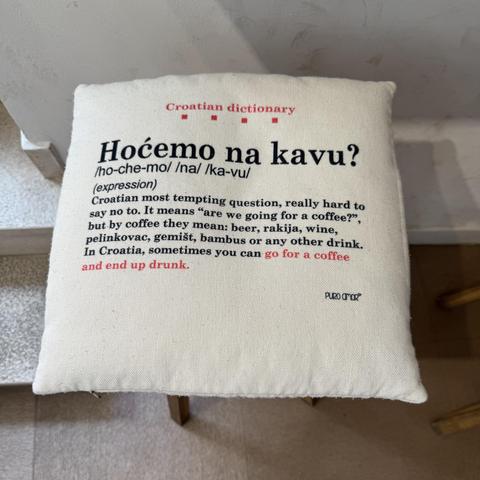 Croatian dictionary
Hoćemo na kavu?
/ho-che-mo/ /na/ /ka-vu/
(expression)
Croatian most tempting question, really hard to
say no to. It means “are we going for a coffee?”,
but by coffee they mean: beer, rakija, wine,
pelinkovac, gemišt, bambus or any other drink.
In Croatia, sometimes you can go for a coffee
and end up drunk.
PURO amor